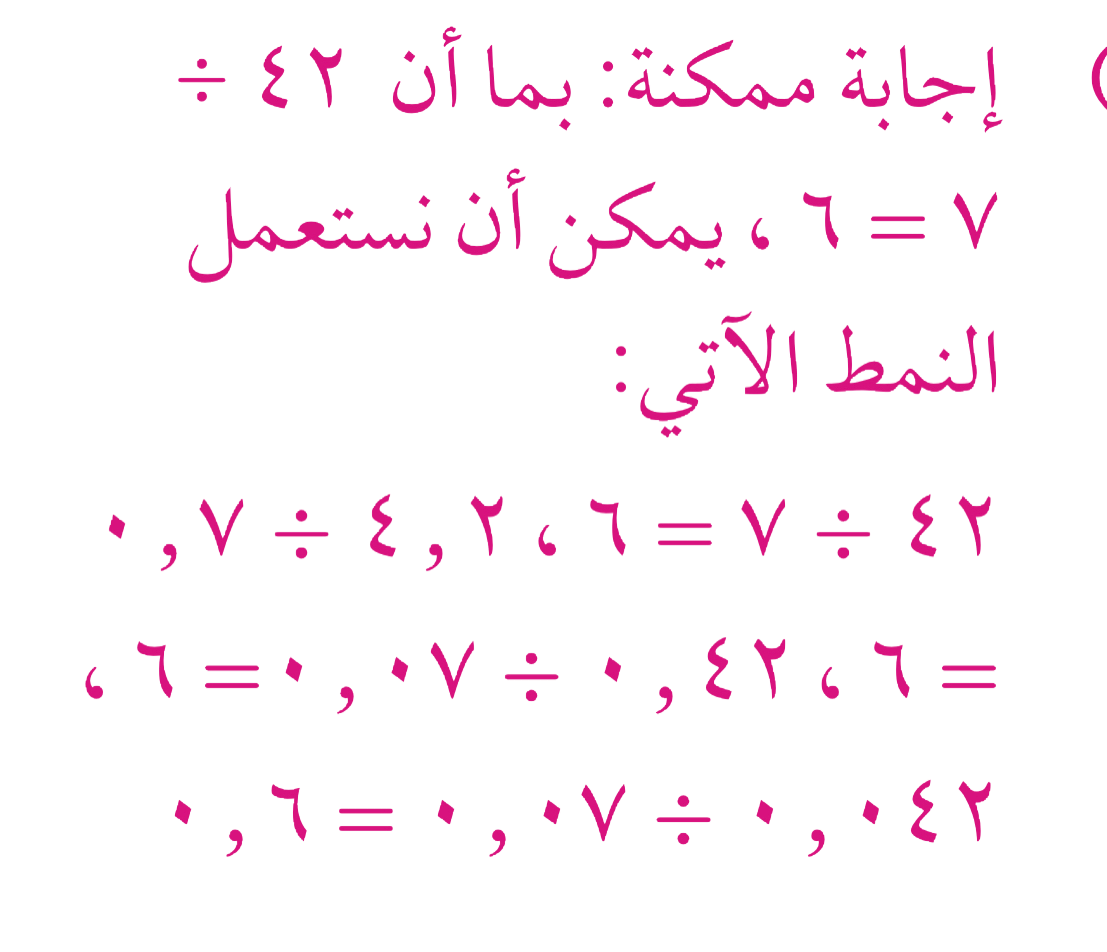 ) إجابة ممكنة: بما أن ٤٢ ÷
٧ = ٦ ، يمكن أن نستعمل
النمط الآتي:
٤٢ ÷ ٧ = ٦ ، ٤,٢ ÷ ٠,٧
= ٦ ، ٠,٤٢ ÷ ٠,٠٧ = ٦ ،
٠,٠٤٢ ÷ ٠,٠٧ = ٠,٦